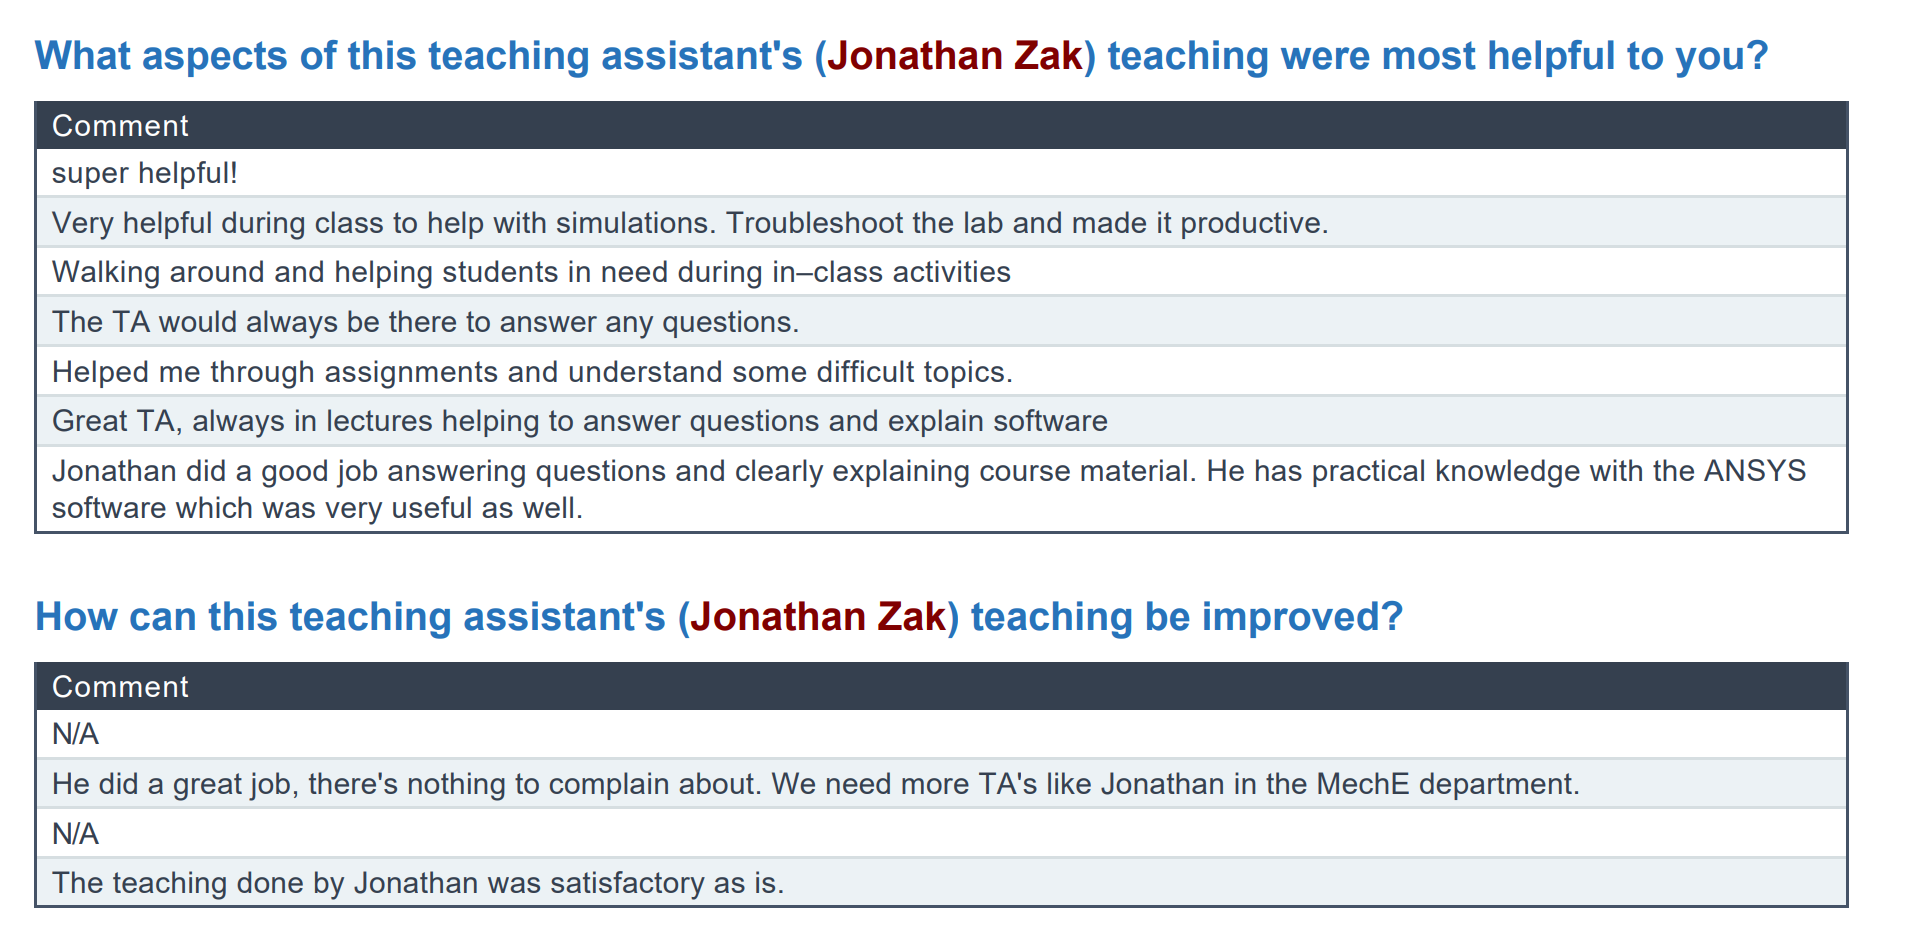 What aspects of this teaching assistant's (Jonathan Zak) teaching were most helpful to you?
Comment
super helpful!
Very helpful during class to help with simulations. Troubleshoot the lab and made it productive.
Walking around and helping students in need during in–class activities
The TA would always be there to answer any questions.
Helped me through assignments and understand some difficult topics.
Great TA, always in lectures helping to answer questions and explain software
Jonathan did a good job answering questions and clearly explaining course material. He has practical knowledge with the ANSYS
software which was very useful as well.
How can this teaching assistant's (Jonathan Zak) teaching be improved?
Comment
N/A
He did a great job, there's nothing to complain about. We need more TA's like Jonathan in the MechE department.
N/A
The teaching done by Jonathan was satisfactory as is.